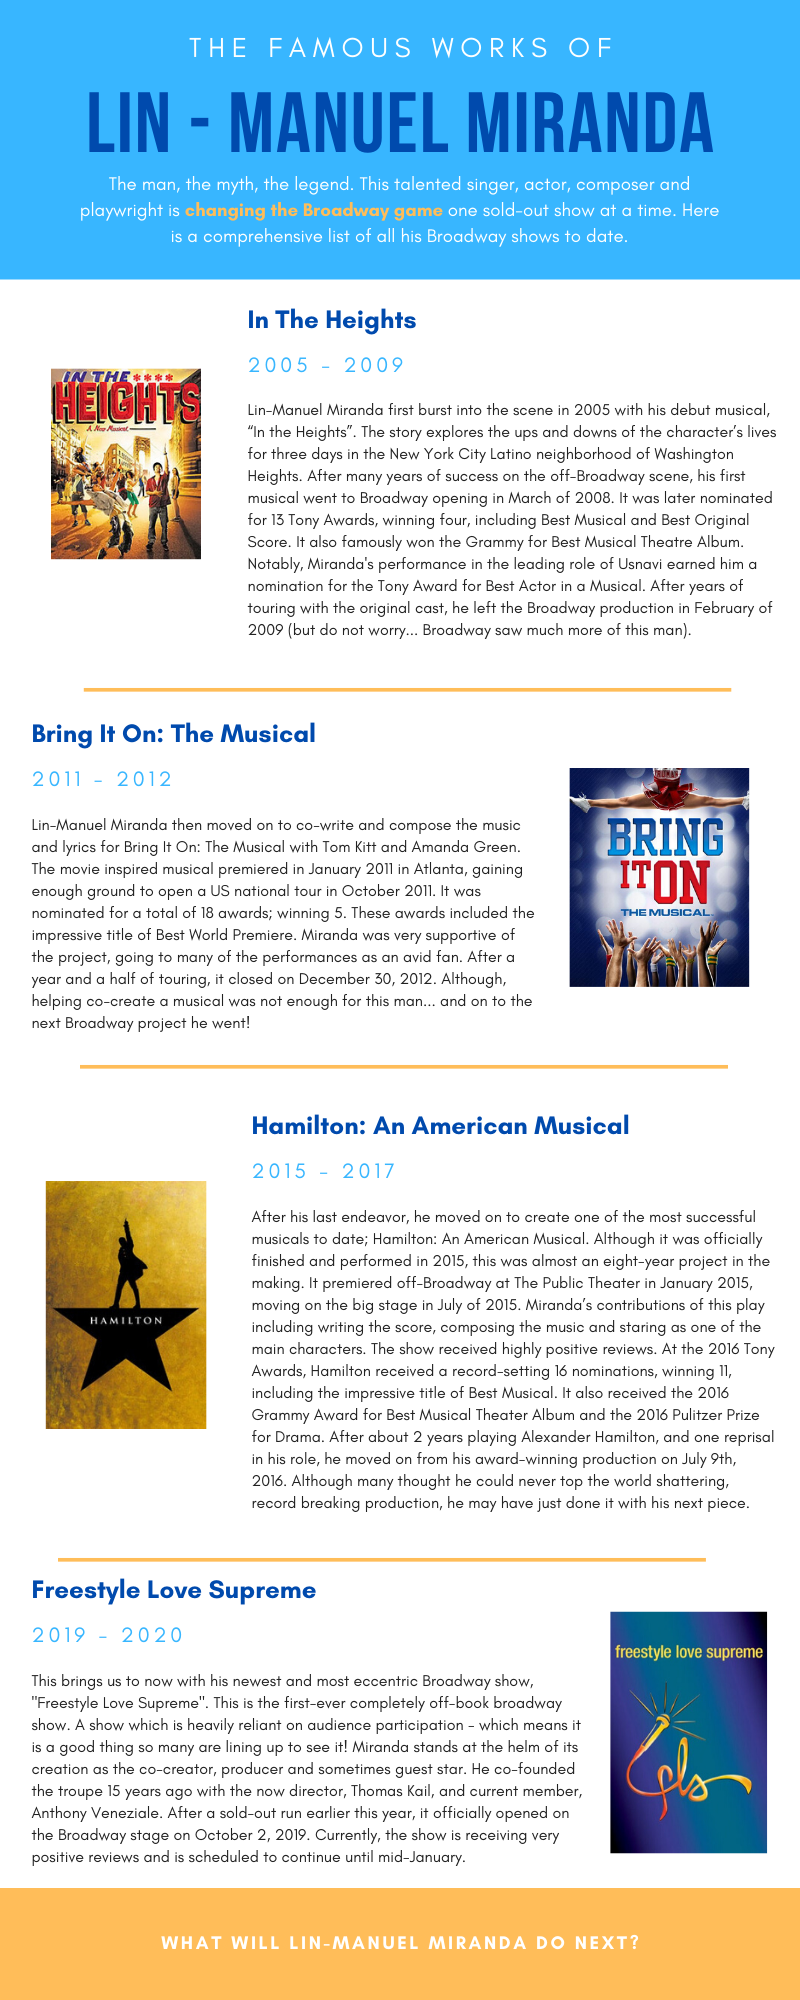 THE FAMOUS WORKS OF
LIN - MANUEL MIRANDA
The man, the myth, the legend. This talented singer, actor, composer and
playwright is changing the Broadway game one sold-out show at a time. Here
is a comprehensive list of all his Broadway shows to date.
IN THE
HEIGHTS
A New Musical
In The Heights
2005 - 2009
Lin-Manuel Miranda first burst into the scene in 2005 with his debut musical,
“In the Heights”. The story explores the ups and downs of the character’s lives
for three days in the New York City Latino neighborhood of Washington
Heights. After many years of success on the off-Broadway scene, his first
musical went to Broadway opening in March of 2008. It was later nominated
for 13 Tony Awards, winning four, including Best Musical and Best Original
Score. It also famously won the Grammy for Best Musical Theatre Album.
Notably, Miranda's performance in the leading role of Usnavi earned him a
nomination for the Tony Award for Best Actor in a Musical. After years of
touring with the original cast, he left the Broadway production in February of
2009 (but do not worry... Broadway saw much more of this man).
Bring It On: The Musical
2011 - 2012
Lin-Manuel Miranda then moved on to co-write and compose the music
and lyrics for Bring It On: The Musical with Tom Kitt and Amanda Green.
The movie inspired musical premiered in January 2011 in Atlanta, gaining
enough ground to open a US national tour in October 2011. It was
nominated for a total of 18 awards; winning 5. These awards included the
impressive title of Best World Premiere. Miranda was very supportive of
the project, going to many of the performances as an avid fan. After a
year and a half of touring, it closed on December 30, 2012. Although,
helping co-create a musical was not enough for this man... and on to the
next Broadway project he went!
BRING
IT ON
THE MUSICAL
Hamilton: An American Musical
2015 - 2017
After his last endeavor, he moved on to create one of the most successful
musicals to date; Hamilton: An American Musical. Although it was officially
finished and performed in 2015, this was almost an eight-year project in the
making. It premiered off-Broadway at The Public Theater in January 2015,
moving on the big stage in July of 2015. Miranda’s contributions of this play
including writing the score, composing the music and staring as one of the
main characters. The show received highly positive reviews. At the 2016 Tony
Awards, Hamilton received a record-setting 16 nominations, winning 11,
including the impressive title of Best Musical. It also received the 2016
Grammy Award for Best Musical Theater Album and the 2016 Pulitzer Prize
for Drama. After about 2 years playing Alexander Hamilton, and one reprisal
in his role, he moved on from his award-winning production on July 9th,
2016. Although many thought he could never top the world shattering,
record breaking production, he may have just done it with his next piece.
HAMILTON
Freestyle Love Supreme
2019 - 2020
This brings us to now with his newest and most eccentric Broadway show,
"Freestyle Love Supreme". This is the first-ever completely off-book broadway
show. A show which is heavily reliant on audience participation - which means it
is a good thing so many are lining up to see it! Miranda stands at the helm of its
creation as the co-creator, producer and sometimes guest star. He co-founded
the troupe 15 years ago with the now director, Thomas Kail, and current member,
Anthony Veneziale. After a sold-out run earlier this year, it officially opened on
the Broadway stage on October 2, 2019. Currently, the show is receiving very
positive reviews and is scheduled to continue until mid-January.
freestyle love supreme
fls
WHAT WILL LIN-MANUEL MIRANDA DO NEXT?